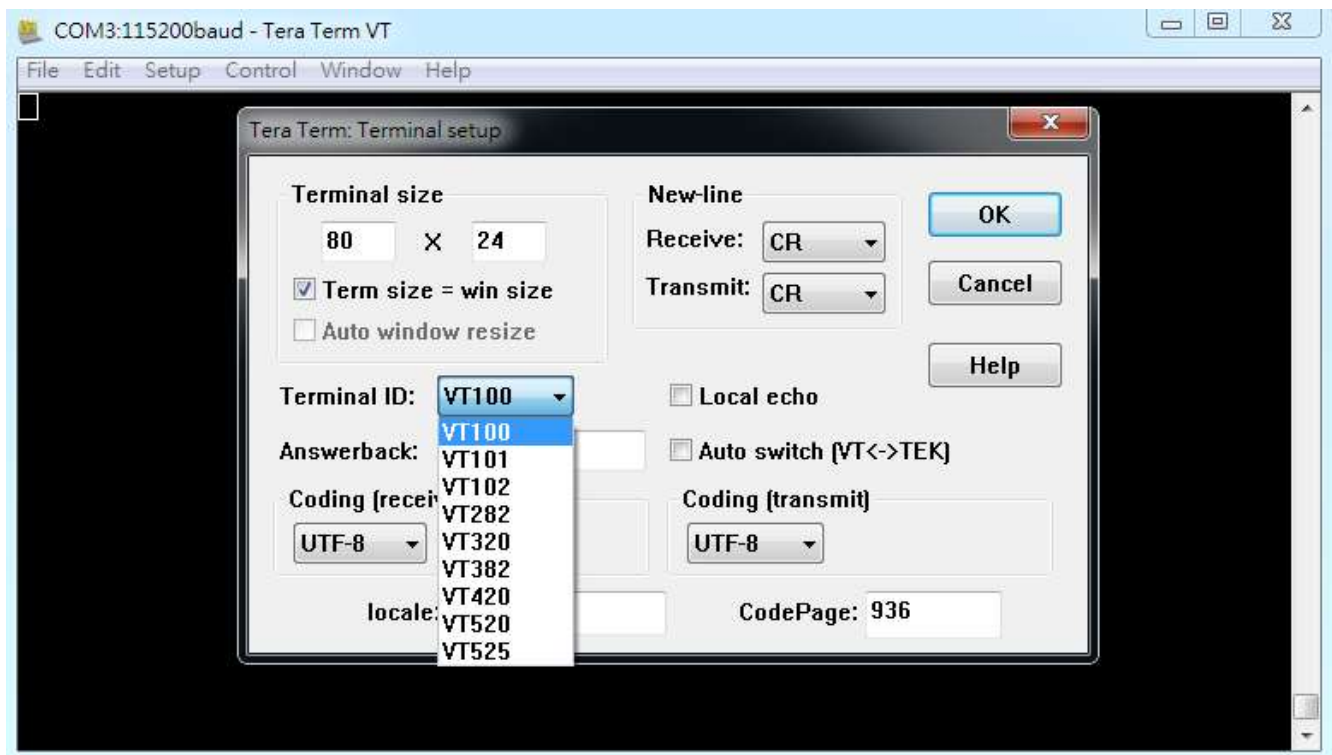 COM3:115200baud - Tera Term VT
File Edit Setup Control Window Help
Tera Term: Terminal setup
Terminal size
80 X 24
Term size = win size
Auto window resize
New-line
Receive: CR
Transmit: CR
OK
Cancel
Help
Terminal ID: VT100
VT100
VT101
VT102
VT282
VT320
VT382
VT420
VT520
VT525
Local echo
Answerback:
Auto switch (VT<->TEK)
Coding (recei
UTF-8
Coding (transmit)
UTF-8
locale:
CodePage: 936